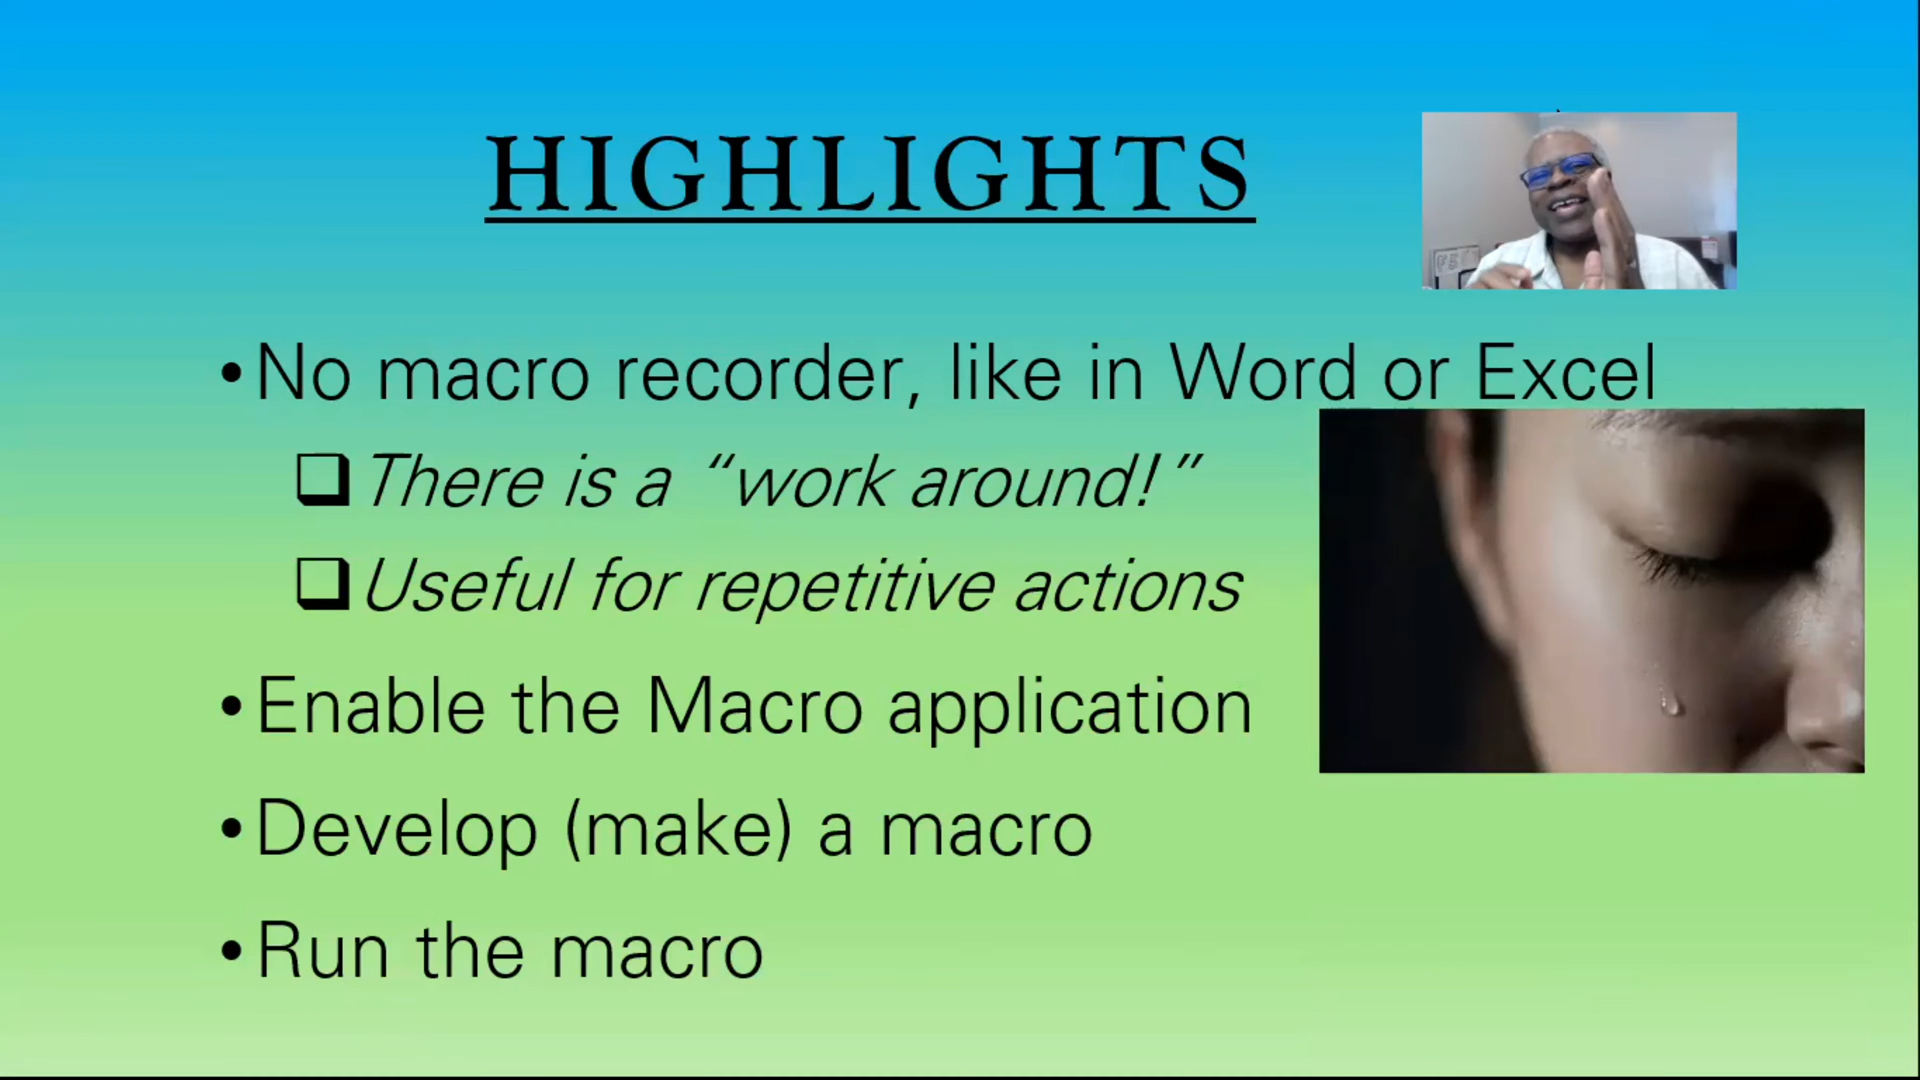 HIGHLIGHTS
•No macro recorder, like in Word or Excel
❑There is a “work around!”
❑Useful for repetitive actions
•Enable the Macro application
•Develop (make) a macro
•Run the macro